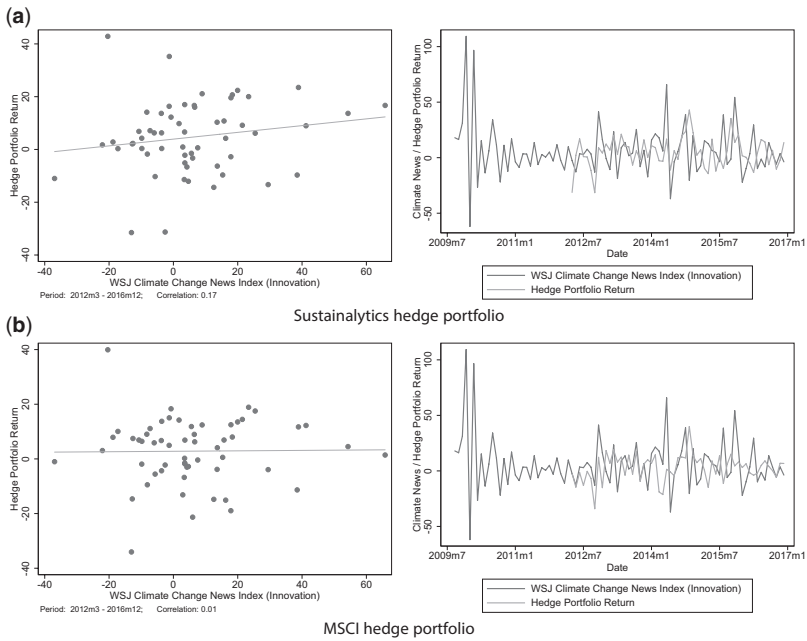 (a)
40
20
0
-20
-40
Hedge Portfolio Return
-40
-20
0
20
40
60
WSJ Climate Change News Index (Innovation)
Period: 2012m3 - 2016m12; Correlation: 0.17
100
50
0
-50
Climate News / Hedge Portfolio Return
2009m7
2011m1
2012m7
2014m1
2015m7
2017m1
Date
WSJ Climate Change News Index (Innovation)
Hedge Portfolio Return
Sustainalytics hedge portfolio
(b)
40
20
0
-20
-40
Hedge Portfolio Return
-40
-20
0
20
40
60
WSJ Climate Change News Index (Innovation)
Period: 2012m3 - 2016m12; Correlation: 0.01
100
50
0
-50
Climate News / Hedge Portfolio Return
2009m7
2011m1
2012m7
2014m1
2015m7
2017m1
Date
WSJ Climate Change News Index (Innovation)
Hedge Portfolio Return
MSCI hedge portfolio